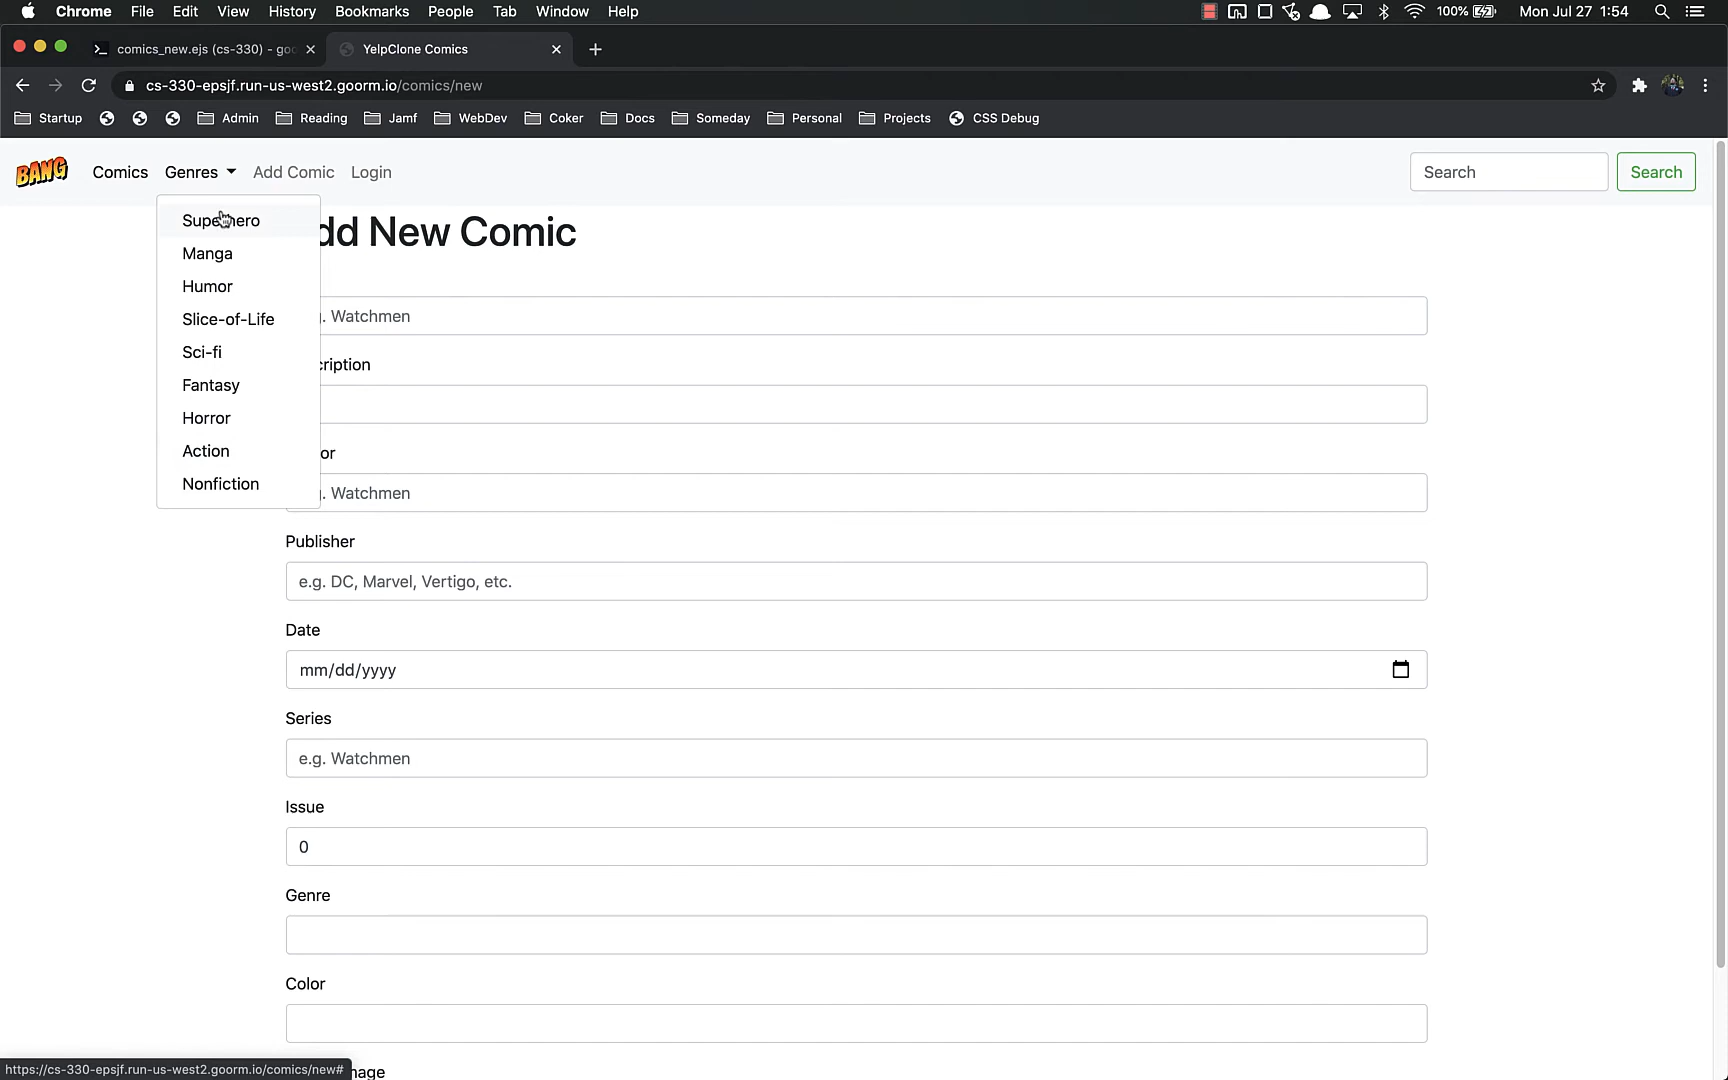 Chrome File Edit View History Bookmarks People Tab Window Help 100% Mon Jul 27 1:54
comics_new.ejs (cs-330) - goo YelpClone Comics
cs-330-epsjf.run-us-west2.goorm.io/comics/new
Startup Admin Reading Jamf WebDev Coker Docs Someday Personal Projects CSS Debug
BANG Comics Genres Add Comic Login Search Search
Superhero
dd New Comic
Manga
Humor
. Watchmen
Slice-of-Life
Sci-fi
cription
Fantasy
Horror
Action
or
Nonfiction
. Watchmen
Publisher
e.g. DC, Marvel, Vertigo, etc.
Date
mm/dd/yyyy
Series
e.g. Watchmen
Issue
0
Genre
Color
https://cs-330-epsjf.run-us-west2.goorm.io/comics/new#
mage